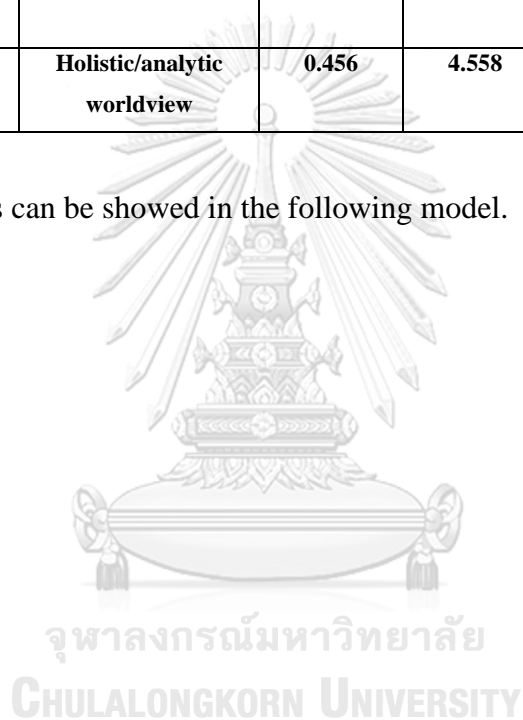 Holistic/analytic 0.456 4.558
worldview
s can be showed in the following model.
จุฬาลงกรณ์มหาวิทยาลัย
CHULALONGKORN UNIVERSITY